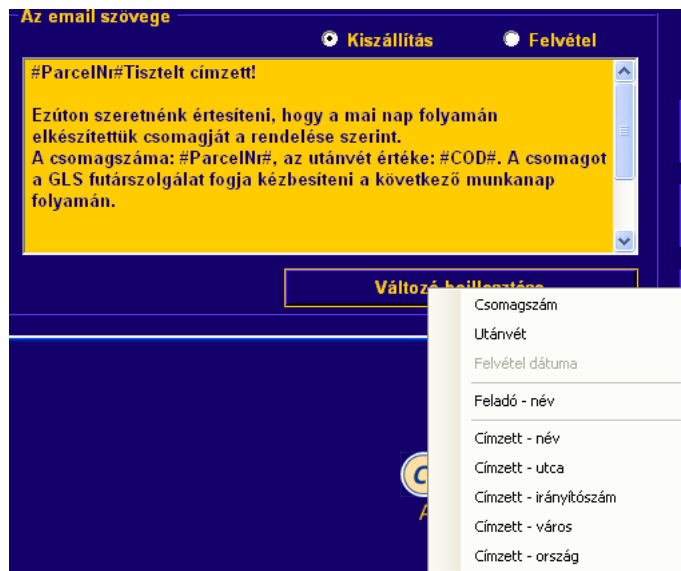 Az email szövege
Kiszállítás Felvétel
#ParcelNr#Tisztelt címzett!
Ezúton szeretnénk értesíteni, hogy a mai nap folyamán
elkészítettük csomagját a rendelése szerint.
A csomagszáma: #ParcelNr#, az utánvét értéke: #COD#. A csomagot
a GLS futárszolgálat fogja kézbesíteni a következő munkanap
folyamán.
Változó beillesztése
Csomagszám
Utánvét
Felvétel dátuma
Feladó - név
Címzett - név
Címzett - utca
Címzett - irányítószám
Címzett - város
Címzett - ország